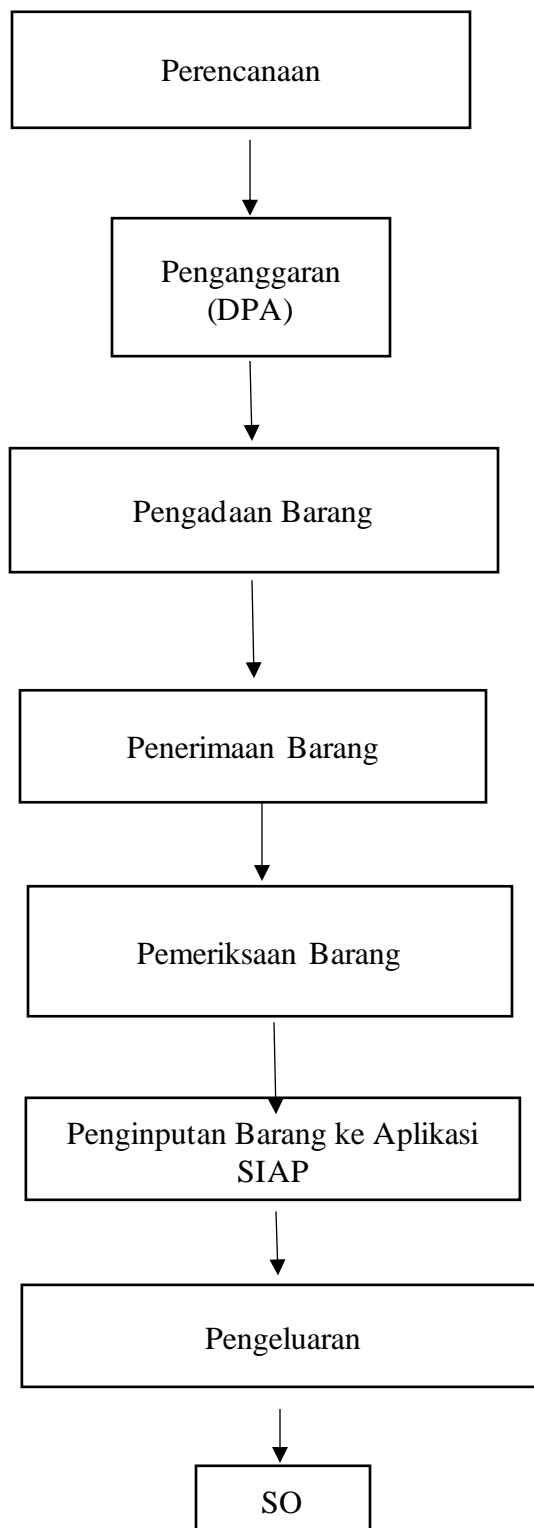 Perencanaan
Penganggaran
(DPA)
Pengadaan Barang
Penerimaan Barang
Pemeriksaan Barang
Penginputan Barang ke Aplikasi
SIAP
Pengeluaran
SO